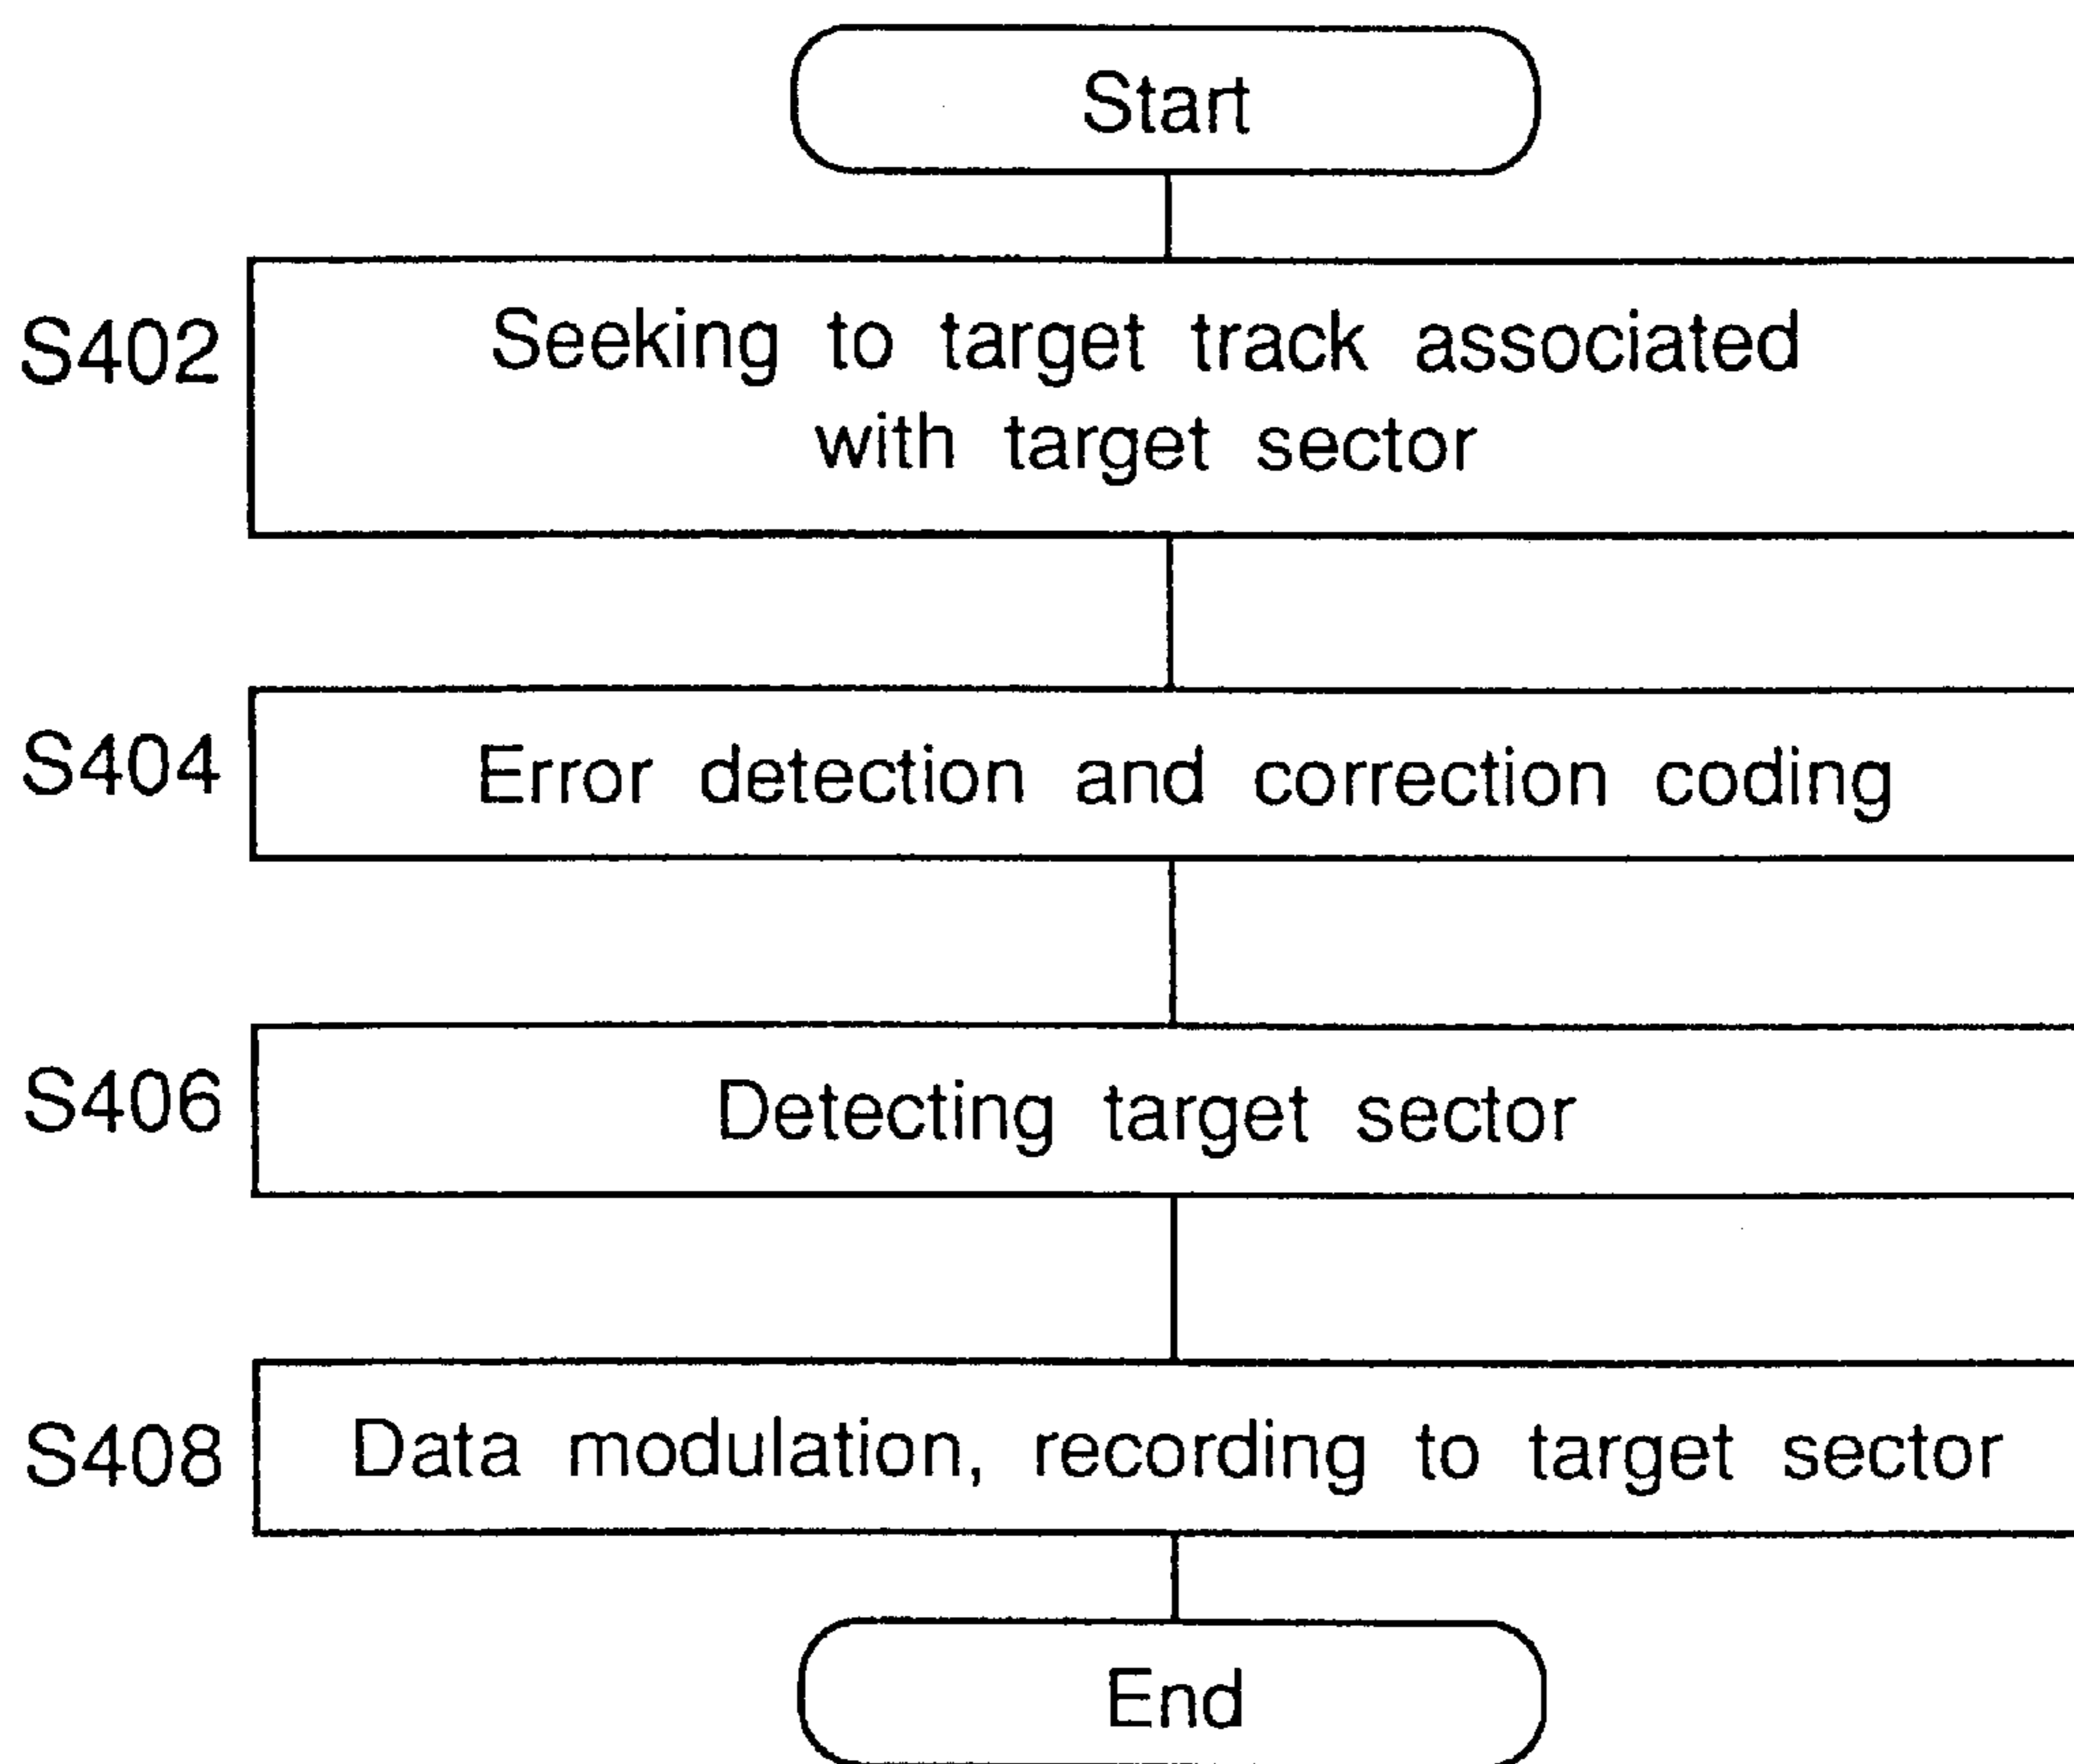 Start
S402
Seeking to target track associated
with target sector
S404
Error detection and correction coding
S406
Detecting target sector
S408
Data modulation, recording to target sector
End